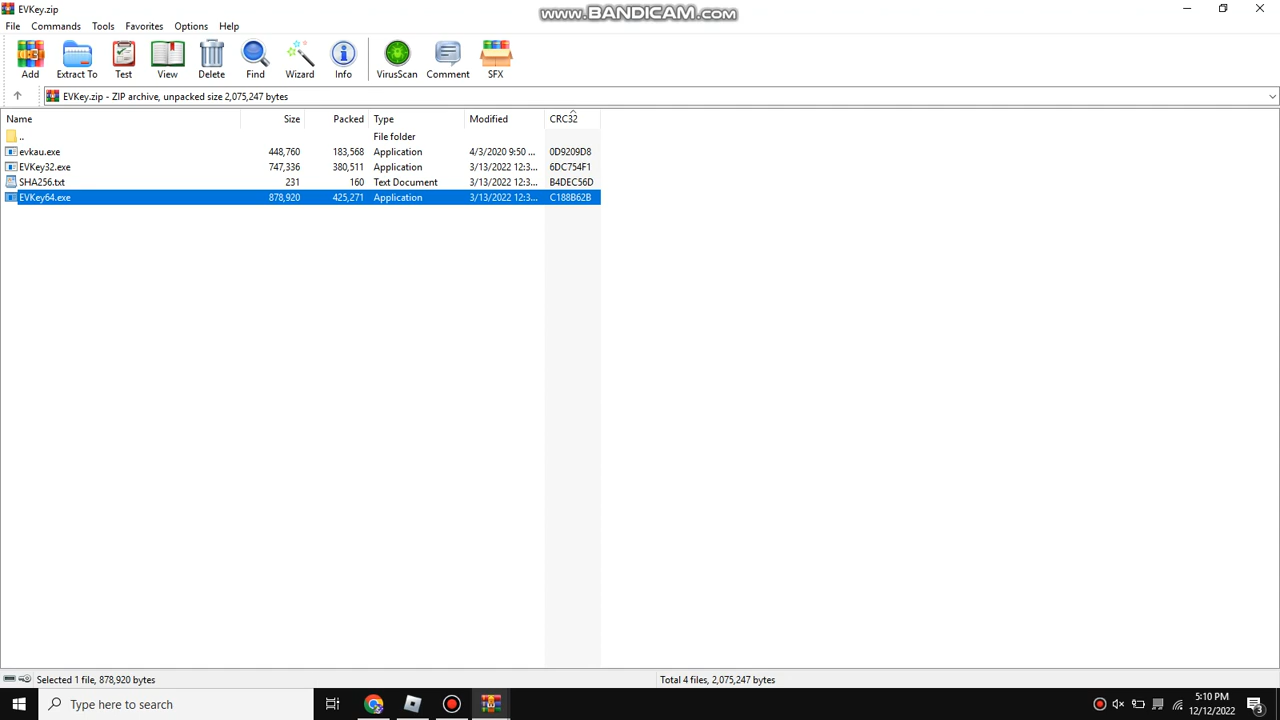 EVKey.zip
www.BANDICAM.com
File Commands Tools Favorites Options Help
Add Extract To Test View Delete Find Wizard Info VirusScan Comment SFX
EVKey.zip - ZIP archive, unpacked size 2,075,247 bytes
Name Size Packed Type Modified CRC32
.. File folder
evkau.exe 448,760 183,568 Application 4/3/2020 9:50 ... 0D9209D8
EVKey32.exe 747,336 380,511 Application 3/13/2022 12:3... 6DC754F1
SHA256.txt 231 160 Text Document 3/13/2022 12:3... B4DEC56D
EVKey64.exe 878,920 425,271 Application 3/13/2022 12:3... C188B62B
Selected 1 file, 878,920 bytes Total 4 files, 2,075,247 bytes
Type here to search
5:10 PM
12/12/2022
3